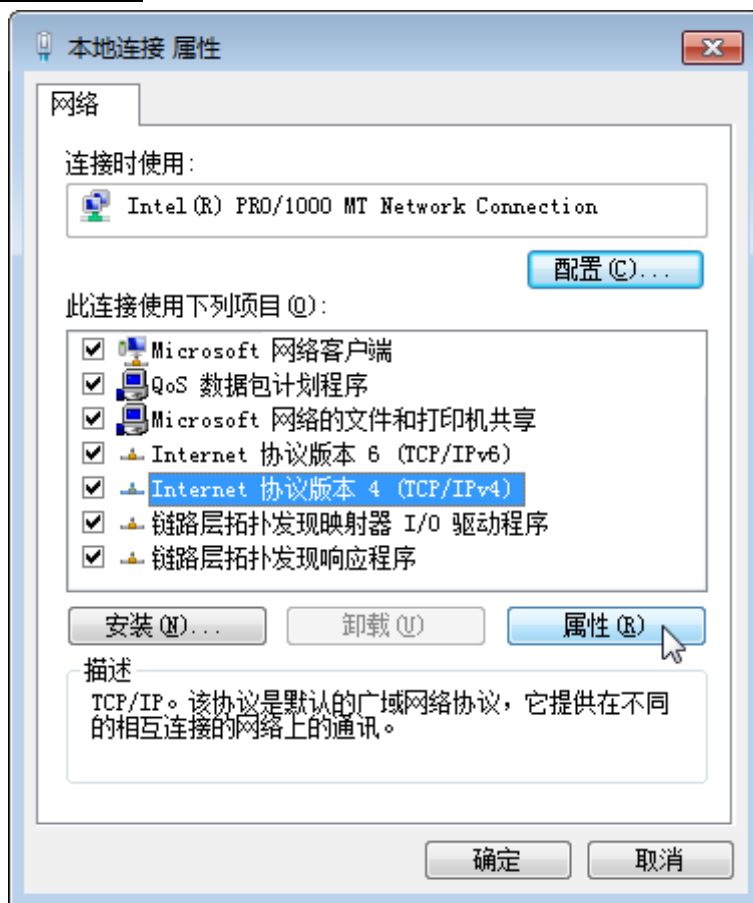 本地连接 属性
网络
连接时使用:
Intel(R) PRO/1000 MT Network Connection
配置(C)...
此连接使用下列项目(O):
Microsoft 网络客户端
QoS 数据包计划程序
Microsoft 网络的文件和打印机共享
Internet 协议版本 6 (TCP/IPv6)
Internet 协议版本 4 (TCP/IPv4)
链路层拓扑发现映射器 I/O 驱动程序
链路层拓扑发现响应程序
安装(N)... 卸载(U) 属性(R)
描述
TCP/IP。该协议是默认的广域网络协议，它提供在不同
的相互连接的网络上的通讯。
确定 取消